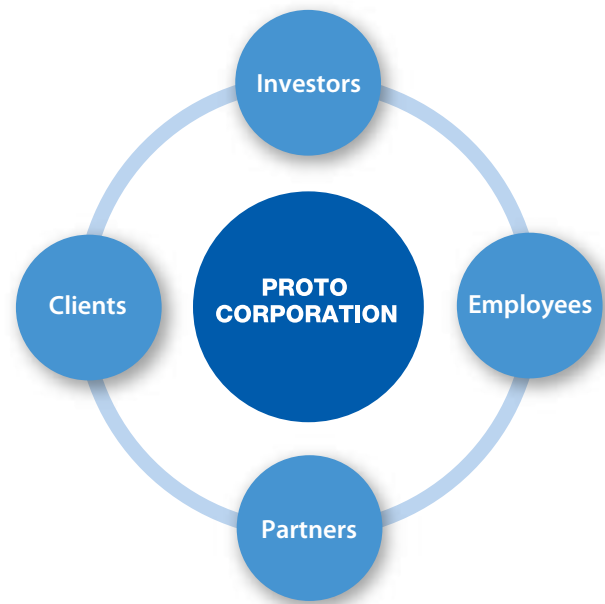 Investors
Clients
PROTO
CORPORATION
Employees
Partners